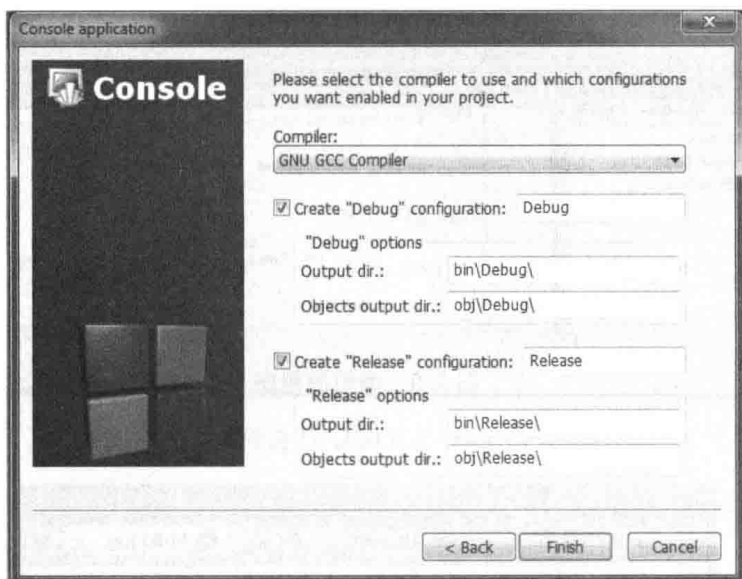 Console application
Console
Please select the compiler to use and which configurations
you want enabled in your project.
Compiler:
GNU GCC Compiler
Create "Debug" configuration: Debug
"Debug" options
Output dir.: bin\Debug\
Objects output dir.: obj\Debug\
Create "Release" configuration: Release
"Release" options
Output dir.: bin\Release\
Objects output dir.: obj\Release\
< Back Finish Cancel